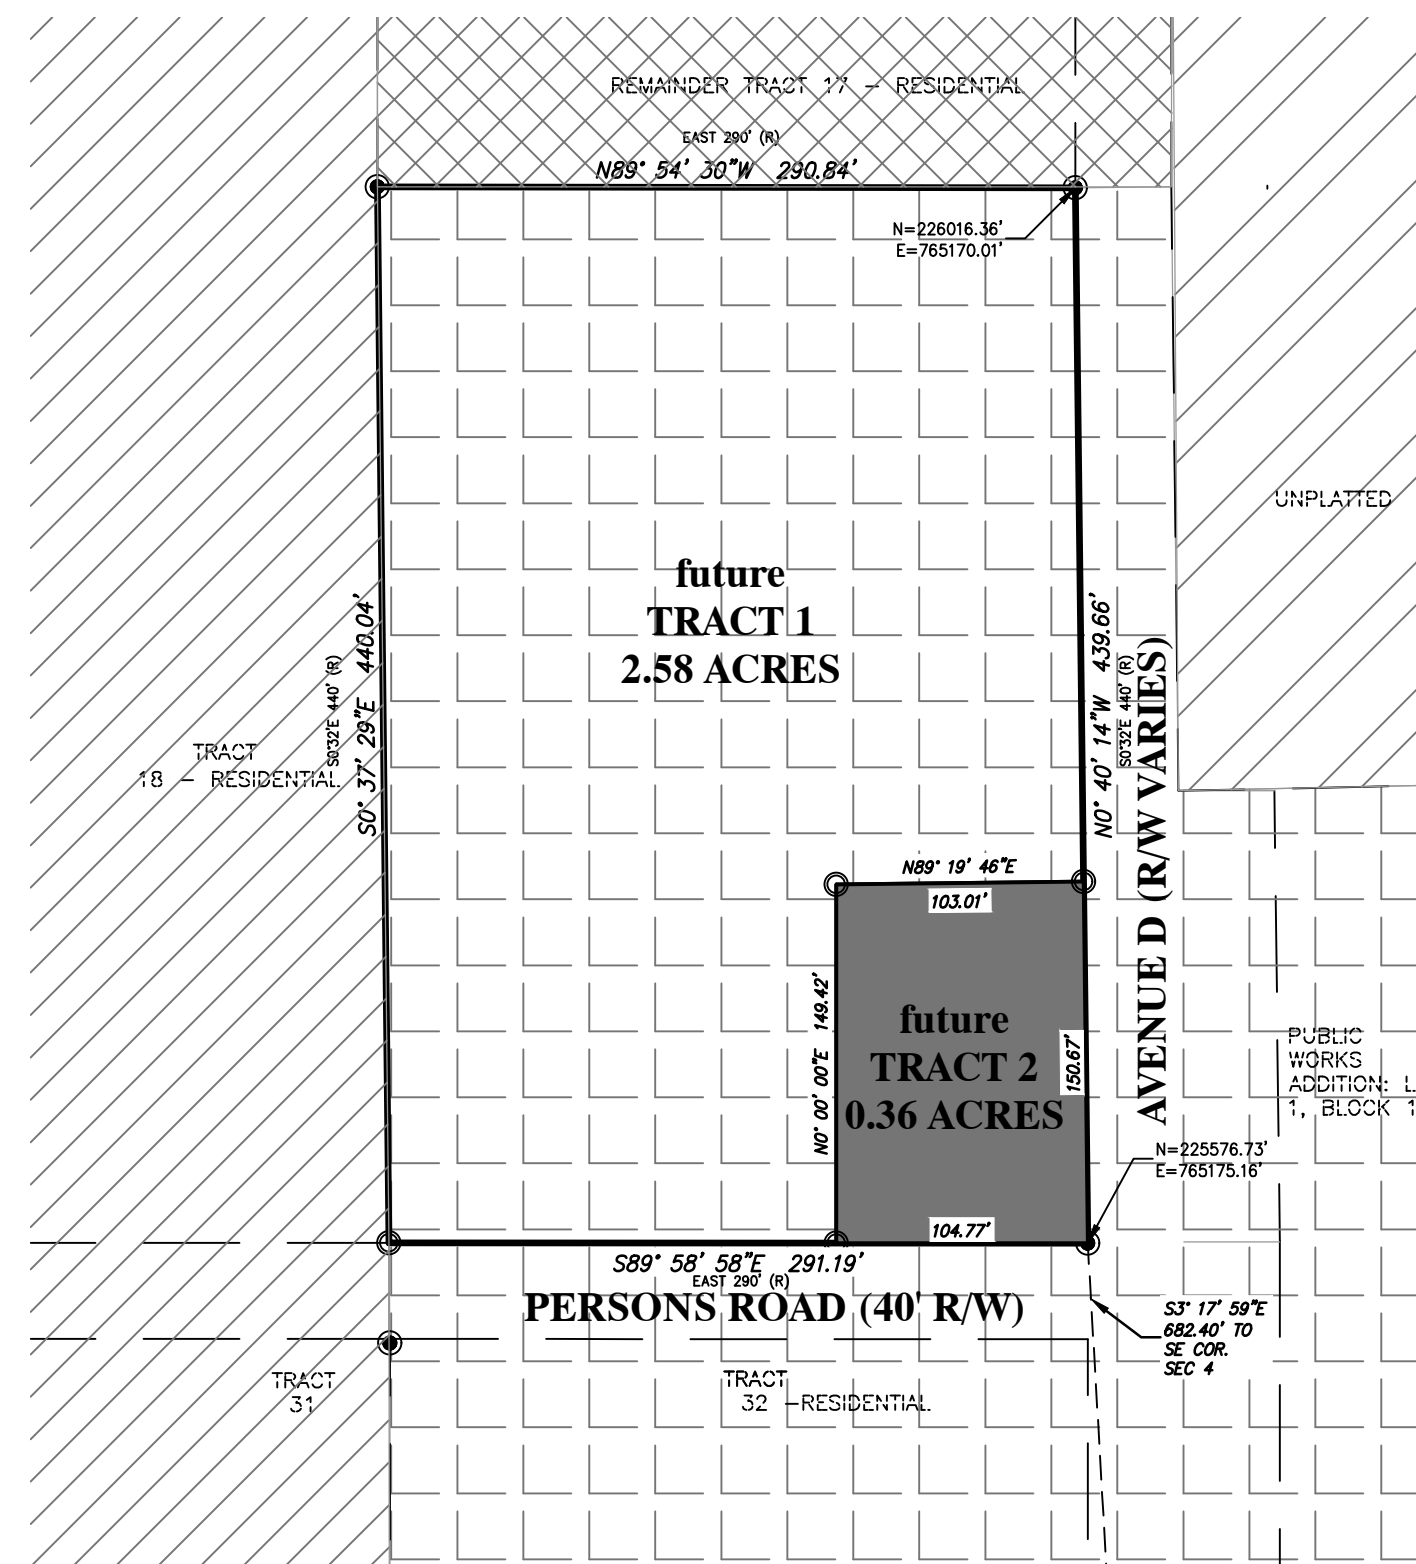 REMAINDER TRACT 17 – RESIDENTIAL
EAST 290' (R)
N89° 54' 30"W 290.84'
N=226016.36'
E=765170.01'
UNPLATTED
future
TRACT 1
2.58 ACRES
S0° 37' 29"E 440.04'
S0°32'E 440' (R)
N0° 40' 14"W 439.66'
S0°32'E 440' (R)
AVENUE D (R/W VARIES)
TRACT
18 – RESIDENTIAL
N89° 19' 46"E
103.01'
N0° 00' 00"E 149.42'
future
TRACT 2
0.36 ACRES
150.67'
104.77'
PUBLIC
WORKS
ADDITION: L
1, BLOCK 1
N=225576.73'
E=765175.16'
S89° 58' 58"E 291.19'
EAST 290' (R)
PERSONS ROAD (40' R/W)
S3° 17' 59"E
682.40' TO
SE COR.
SEC 4
TRACT
31
TRACT
32 –RESIDENTIAL